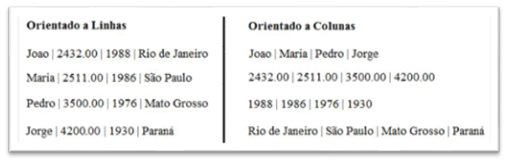 Orientado a Linhas
Joao | 2432.00 | 1988 | Rio de Janeiro
Maria | 2511.00 | 1986 | São Paulo
Pedro | 3500.00 | 1976 | Mato Grosso
Jorge | 4200.00 | 1930 | Paraná
Orientado a Colunas
Joao | Maria | Pedro | Jorge
2432.00 | 2511.00 | 3500.00 | 4200.00
1988 | 1986 | 1976 | 1930
Rio de Janeiro | São Paulo | Mato Grosso | Paraná